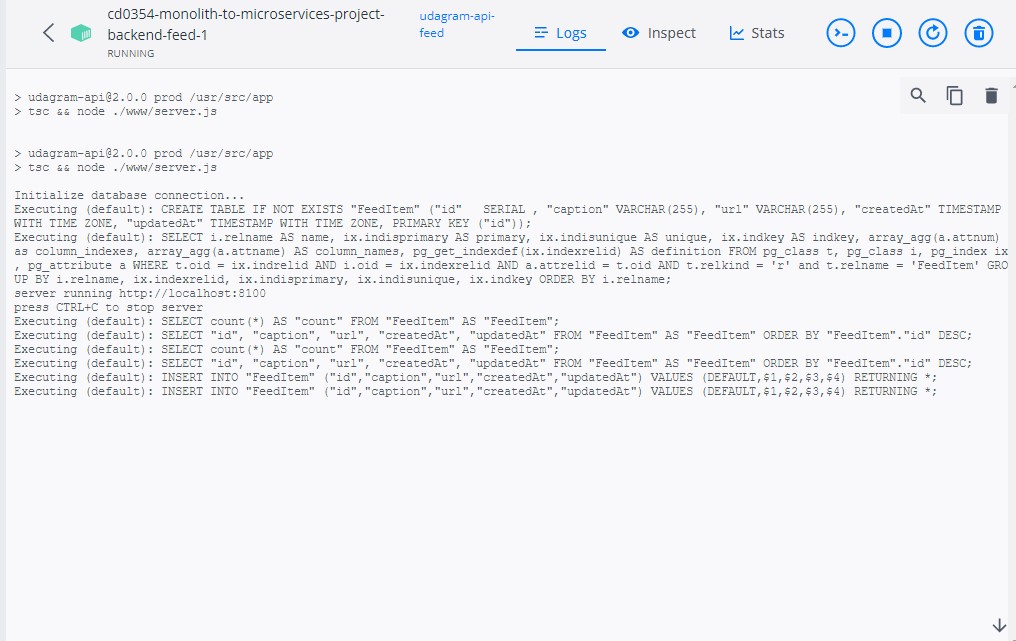 cd0354-monolith-to-microservices-project-
backend-feed-1
RUNNING
udagram-api-
feed
Logs
Inspect
Stats
> udagram-api@2.0.0 prod /usr/src/app
> tsc && node ./www/server.js
> udagram-api@2.0.0 prod /usr/src/app
> tsc && node ./www/server.js
Initialize database connection...
Executing (default): CREATE TABLE IF NOT EXISTS "FeedItem" ("id"   SERIAL , "caption" VARCHAR(255), "url" VARCHAR(255), "createdAt" TIMESTAMP
WITH TIME ZONE, "updatedAt" TIMESTAMP WITH TIME ZONE, PRIMARY KEY ("id"));
Executing (default): SELECT i.relname AS name, ix.indisprimary AS primary, ix.indisunique AS unique, ix.indkey AS indkey, array_agg(a.attnum)
as column_indexes, array_agg(a.attname) AS column_names, pg_get_indexdef(ix.indexrelid) AS definition FROM pg_class t, pg_class i, pg_index ix
, pg_attribute a WHERE t.oid = ix.indrelid AND i.oid = ix.indexrelid AND a.attrelid = t.oid AND t.relkind = 'r' and t.relname = 'FeedItem' GRO
UP BY i.relname, ix.indexrelid, ix.indisprimary, ix.indisunique, ix.indkey ORDER BY i.relname;
server running http://localhost:8100
press CTRL+C to stop server
Executing (default): SELECT count(*) AS "count" FROM "FeedItem" AS "FeedItem";
Executing (default): SELECT "id", "caption", "url", "createdAt", "updatedAt" FROM "FeedItem" AS "FeedItem" ORDER BY "FeedItem"."id" DESC;
Executing (default): SELECT count(*) AS "count" FROM "FeedItem" AS "FeedItem";
Executing (default): SELECT "id", "caption", "url", "createdAt", "updatedAt" FROM "FeedItem" AS "FeedItem" ORDER BY "FeedItem"."id" DESC;
Executing (default): INSERT INTO "FeedItem" ("id","caption","url","createdAt","updatedAt") VALUES (DEFAULT,$1,$2,$3,$4) RETURNING *;
Executing (default): INSERT INTO "FeedItem" ("id","caption","url","createdAt","updatedAt") VALUES (DEFAULT,$1,$2,$3,$4) RETURNING *;